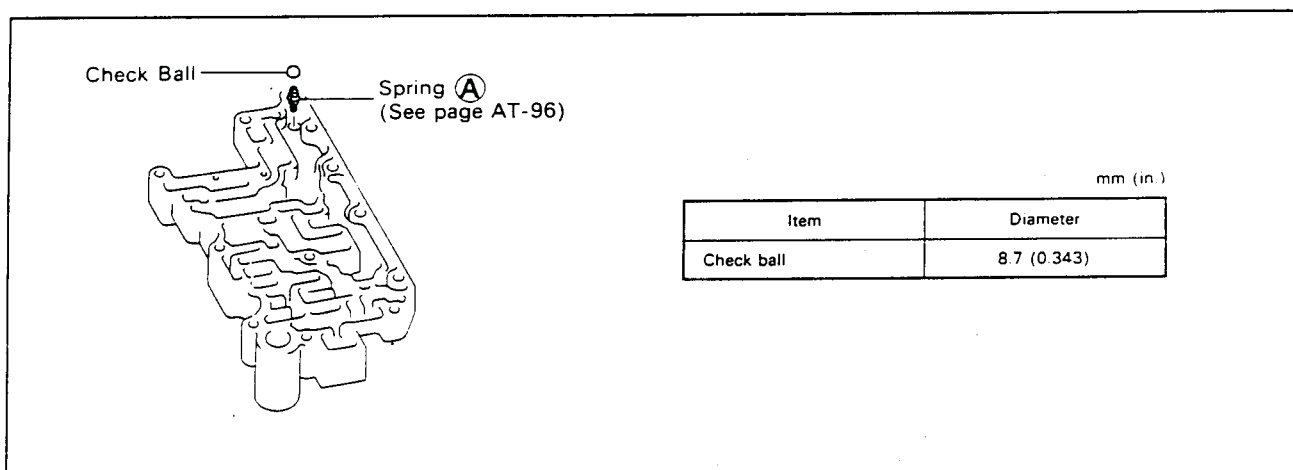 Check Ball
Spring Ⓐ
(See page AT-96)
mm (in.)
Item Diameter
Check ball 8.7 (0.343)